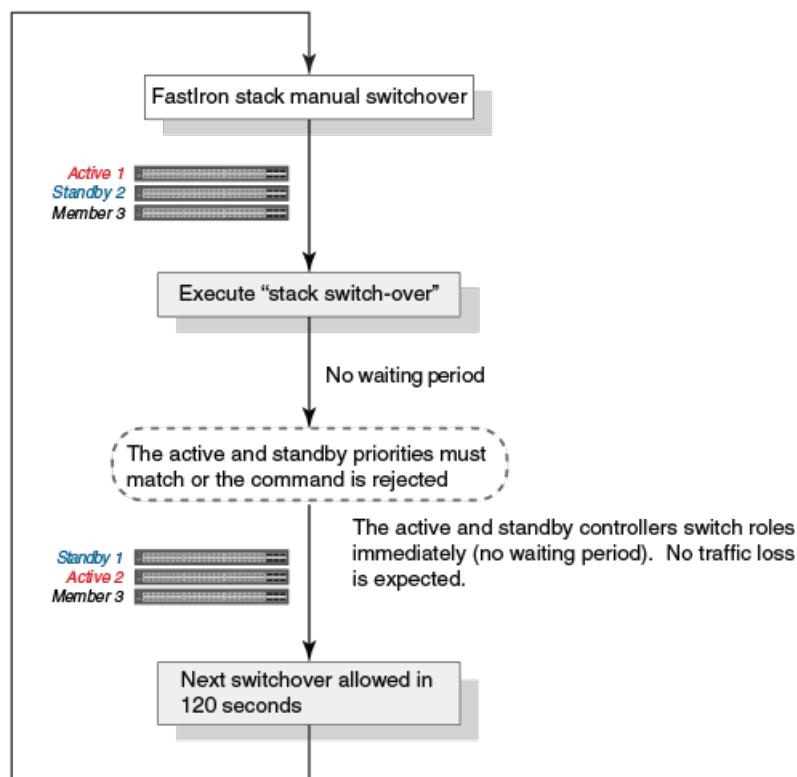 FastIron stack manual switchover
Active 1
Standby 2
Member 3
Execute “stack switch-over”
No waiting period
The active and standby priorities must
match or the command is rejected
The active and standby controllers switch roles
immediately (no waiting period). No traffic loss
is expected.
Standby 1
Active 2
Member 3
Next switchover allowed in
120 seconds